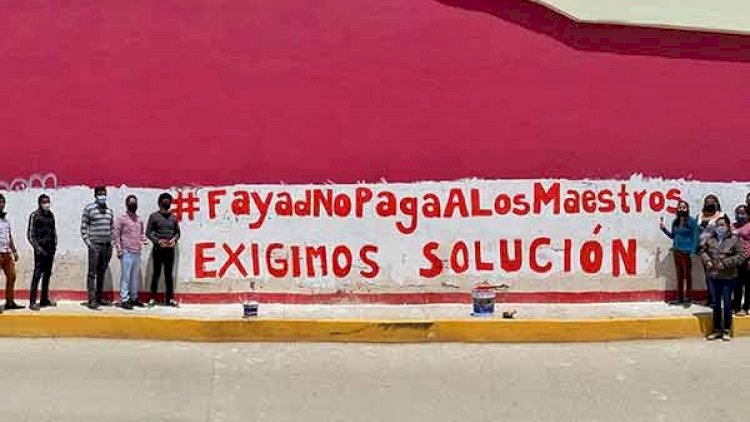 #FayadNoPagaALosMaestros
EXIGIMOS SOLUCIÓN